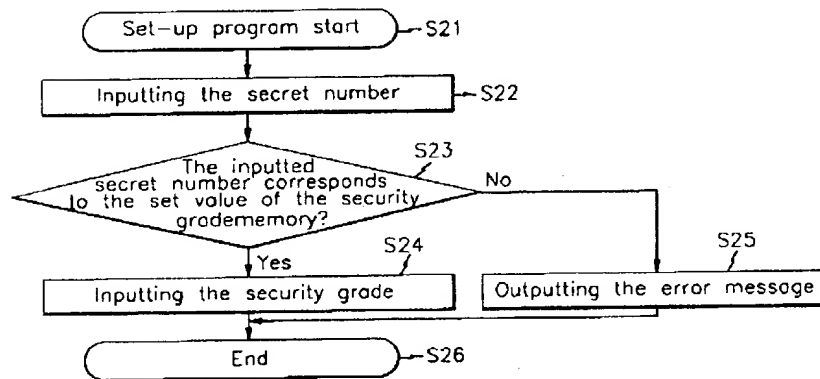 Set-up program start
S21
Inputting the secret number
S22
S23
The inputted
secret number corresponds
to the set value of the security
gradememory?
No
Yes
S24
Inputting the security grade
S25
Outputting the error message
End
S26